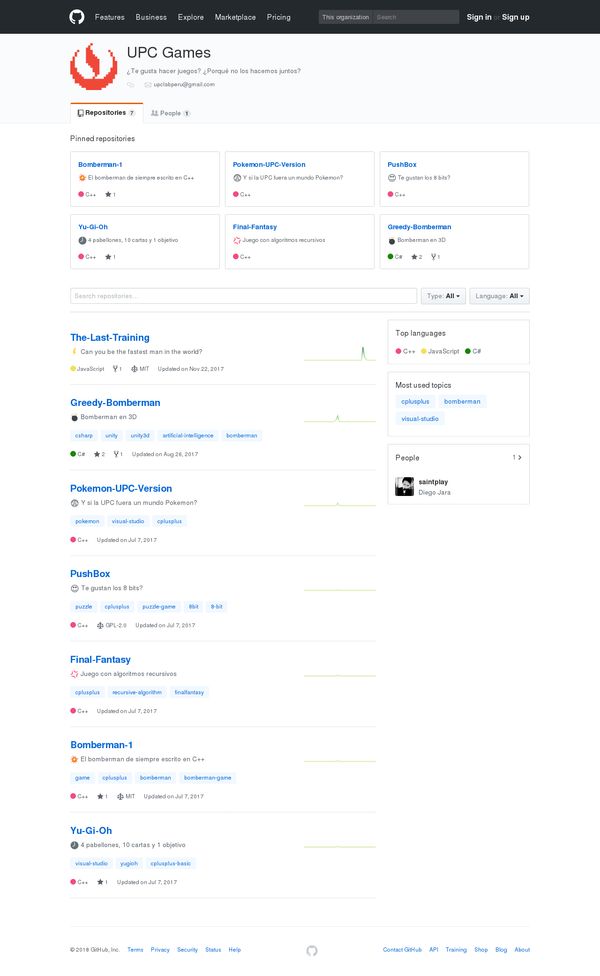 Features Business Explore Marketplace Pricing This organization Search Sign in or Sign up
UPC Games
¿Te gusta hacer juegos? ¿Porqué no los hacemos juntos?
upclabperu@gmail.com
Repositories 7 People 1
Pinned repositories
Bomberman-1
El bomberman de siempre escrito en C++
C++ 1
Pokemon-UPC-Version
Y si la UPC fuera un mundo Pokemon?
C++
PushBox
Te gustan los 8 bits?
C++
Yu-Gi-Oh
4 pabellones, 10 cartas y 1 objetivo
C++ 1
Final-Fantasy
Juego con algoritmos recursivos
C++
Greedy-Bomberman
Bomberman en 3D
C# 2 1
Search repositories... Type: All Language: All
The-Last-Training
Can you be the fastest man in the world?
JavaScript 1 MIT Updated on Nov 22, 2017
Greedy-Bomberman
Bomberman en 3D
csharp unity unity3d artificial-intelligence bomberman
C# 2 1 Updated on Aug 26, 2017
Pokemon-UPC-Version
Y si la UPC fuera un mundo Pokemon?
pokemon visual-studio cplusplus
C++ Updated on Jul 7, 2017
PushBox
Te gustan los 8 bits?
puzzle cplusplus puzzle-game 8bit 8-bit
C++ GPL-2.0 Updated on Jul 7, 2017
Final-Fantasy
Juego con algoritmos recursivos
cplusplus recursive-algorithm finalfantasy
C++ Updated on Jul 7, 2017
Bomberman-1
El bomberman de siempre escrito en C++
game cplusplus bomberman bomberman-game
C++ 1 MIT Updated on Jul 7, 2017
Yu-Gi-Oh
4 pabellones, 10 cartas y 1 objetivo
visual-studio yugioh cplusplus-basic
C++ 1 Updated on Jul 7, 2017
Top languages
C++ JavaScript C#
Most used topics
cplusplus bomberman
visual-studio
People 1
saintplay
Diego Jara
© 2018 GitHub, Inc. Terms Privacy Security Status Help Contact GitHub API Training Shop Blog About